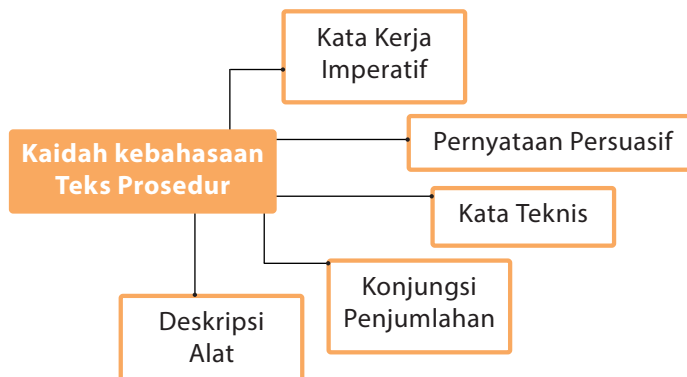 Kata Kerja
Imperatif
Kaidah kebahasaan
Teks Prosedur
Pernyataan Persuasif
Kata Teknis
Konjungsi
Penjumlahan
Deskripsi
Alat